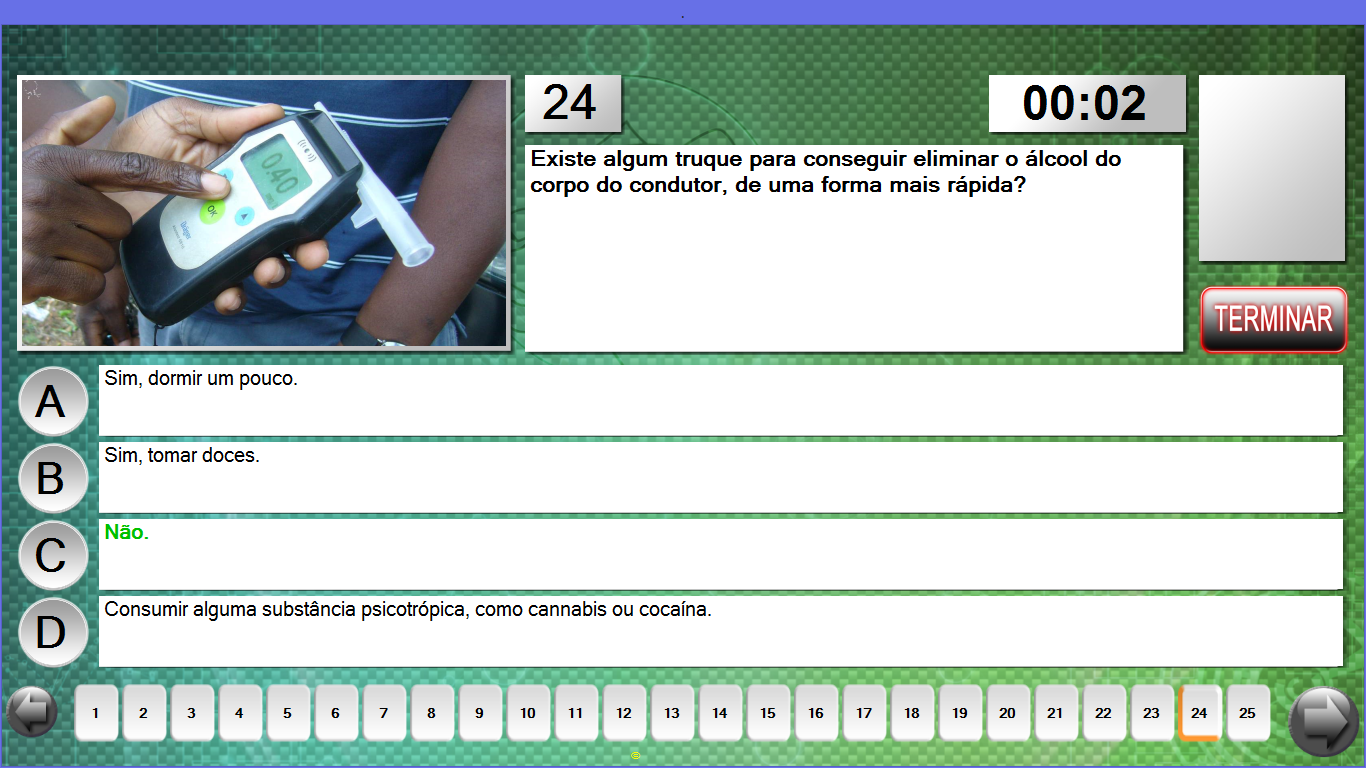 24
00:02
Existe algum truque para conseguir eliminar o álcool do
corpo do condutor, de uma forma mais rápida?
0.40
OK
Dräger
TERMINAR
A
Sim, dormir um pouco.
B
Sim, tomar doces.
C
Não.
D
Consumir alguma substância psicotrópica, como cannabis ou cocaína.
1 2 3 4 5 6 7 8 9 10 11 12 13 14 15 16 17 18 19 20 21 22 23 24 25